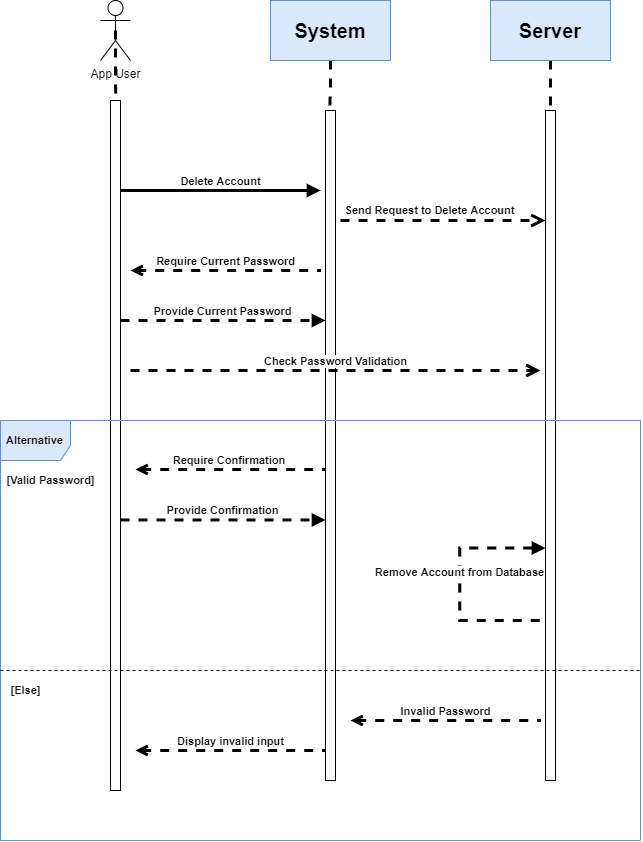 System
Server
App User
Delete Account
Send Request to Delete Account
Require Current Password
Provide Current Password
Check Password Validation
Alternative
Require Confirmation
[Valid Password]
Provide Confirmation
Remove Account from Database
[Else]
Invalid Password
Display invalid input